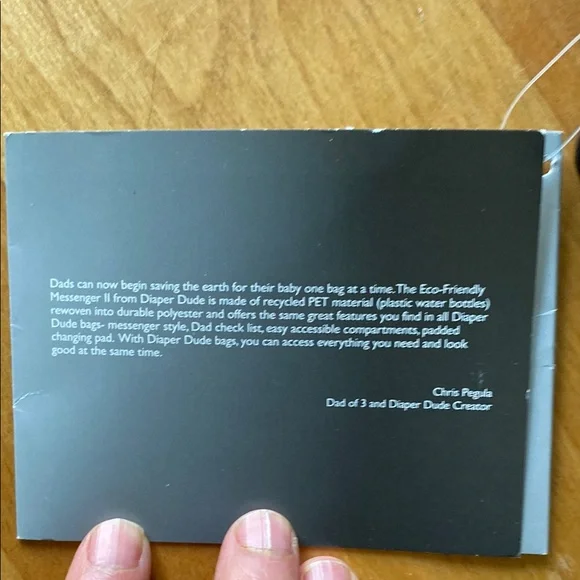 Dads can now begin saving the earth for their baby one bag at a time. The Eco-Friendly
Messenger II from Diaper Dude is made of recycled PET material (plastic water bottles)
rewoven into durable polyester and offers the same great features you find in all Diaper
Dude bags- messenger style, Dad check list, easy accessible compartments, padded
changing pad. With Diaper Dude bags, you can access everything you need and look
good at the same time.
Chris Pegula
Dad of 3 and Diaper Dude Creator